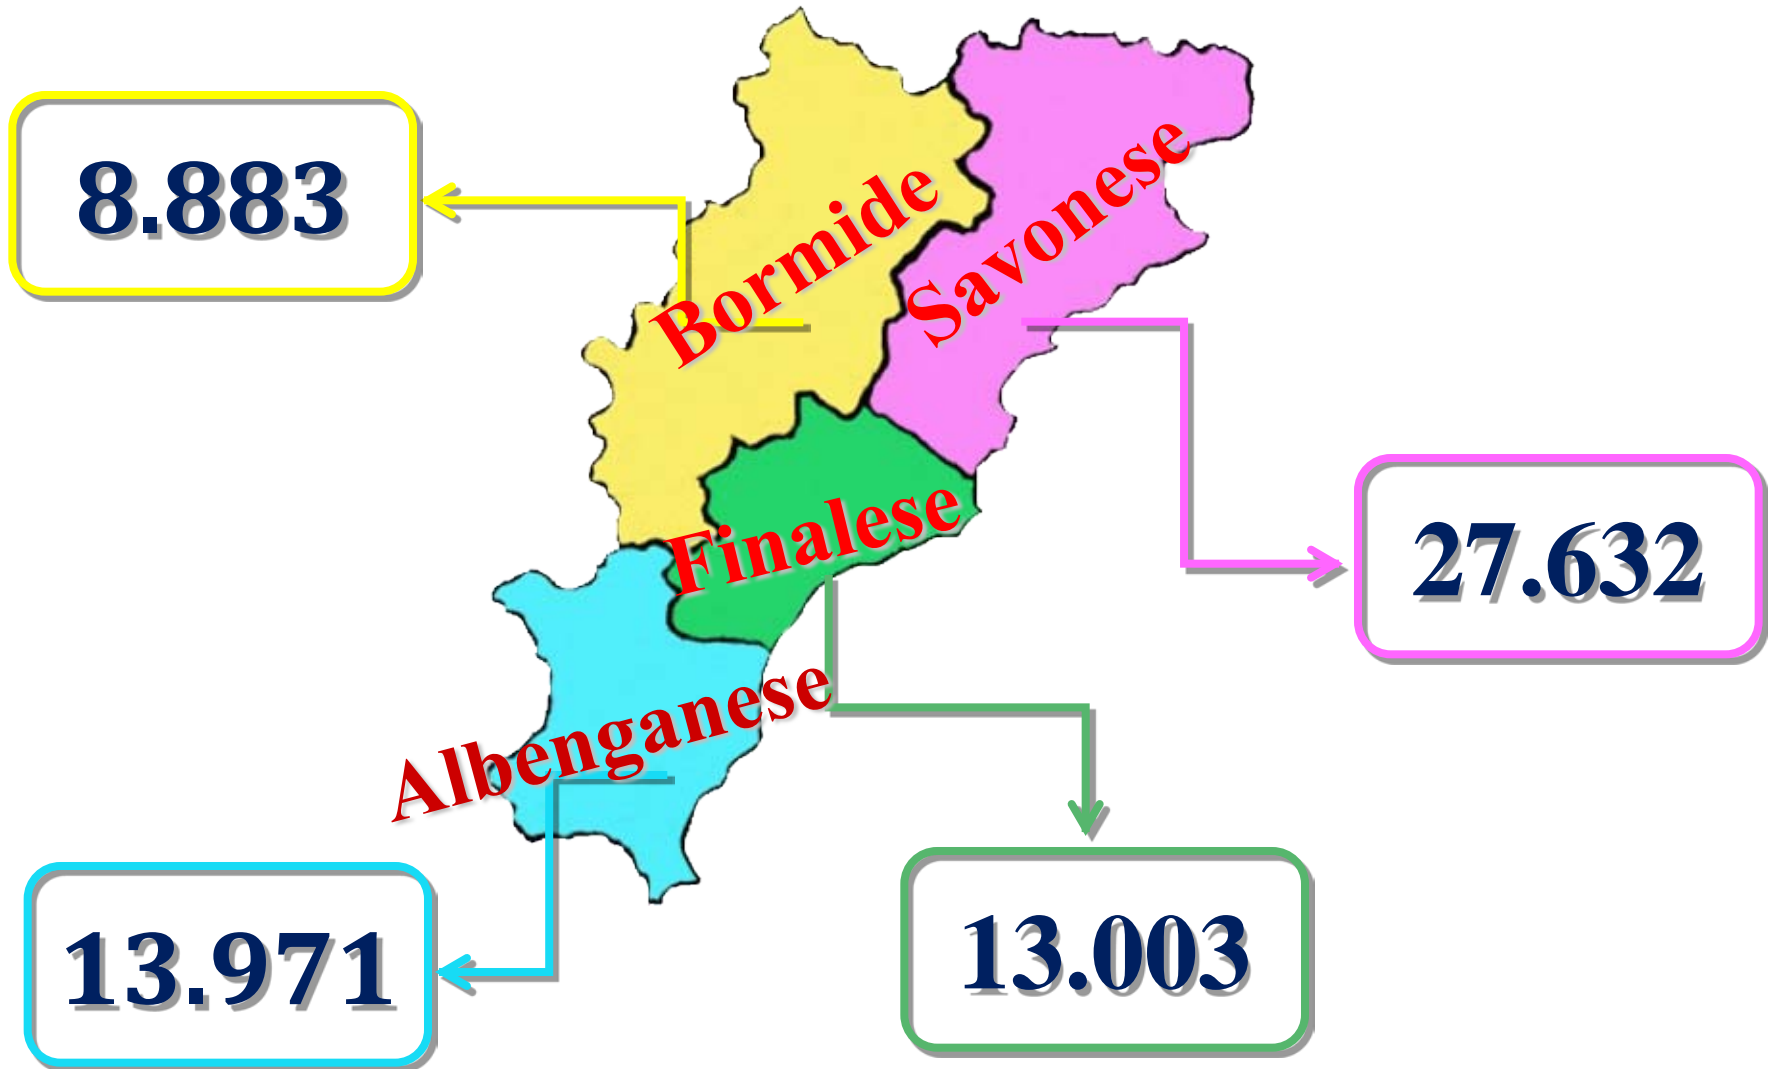 8.883
Bormide
Savonese
27.632
Finalese
Albenganese
13.971
13.003